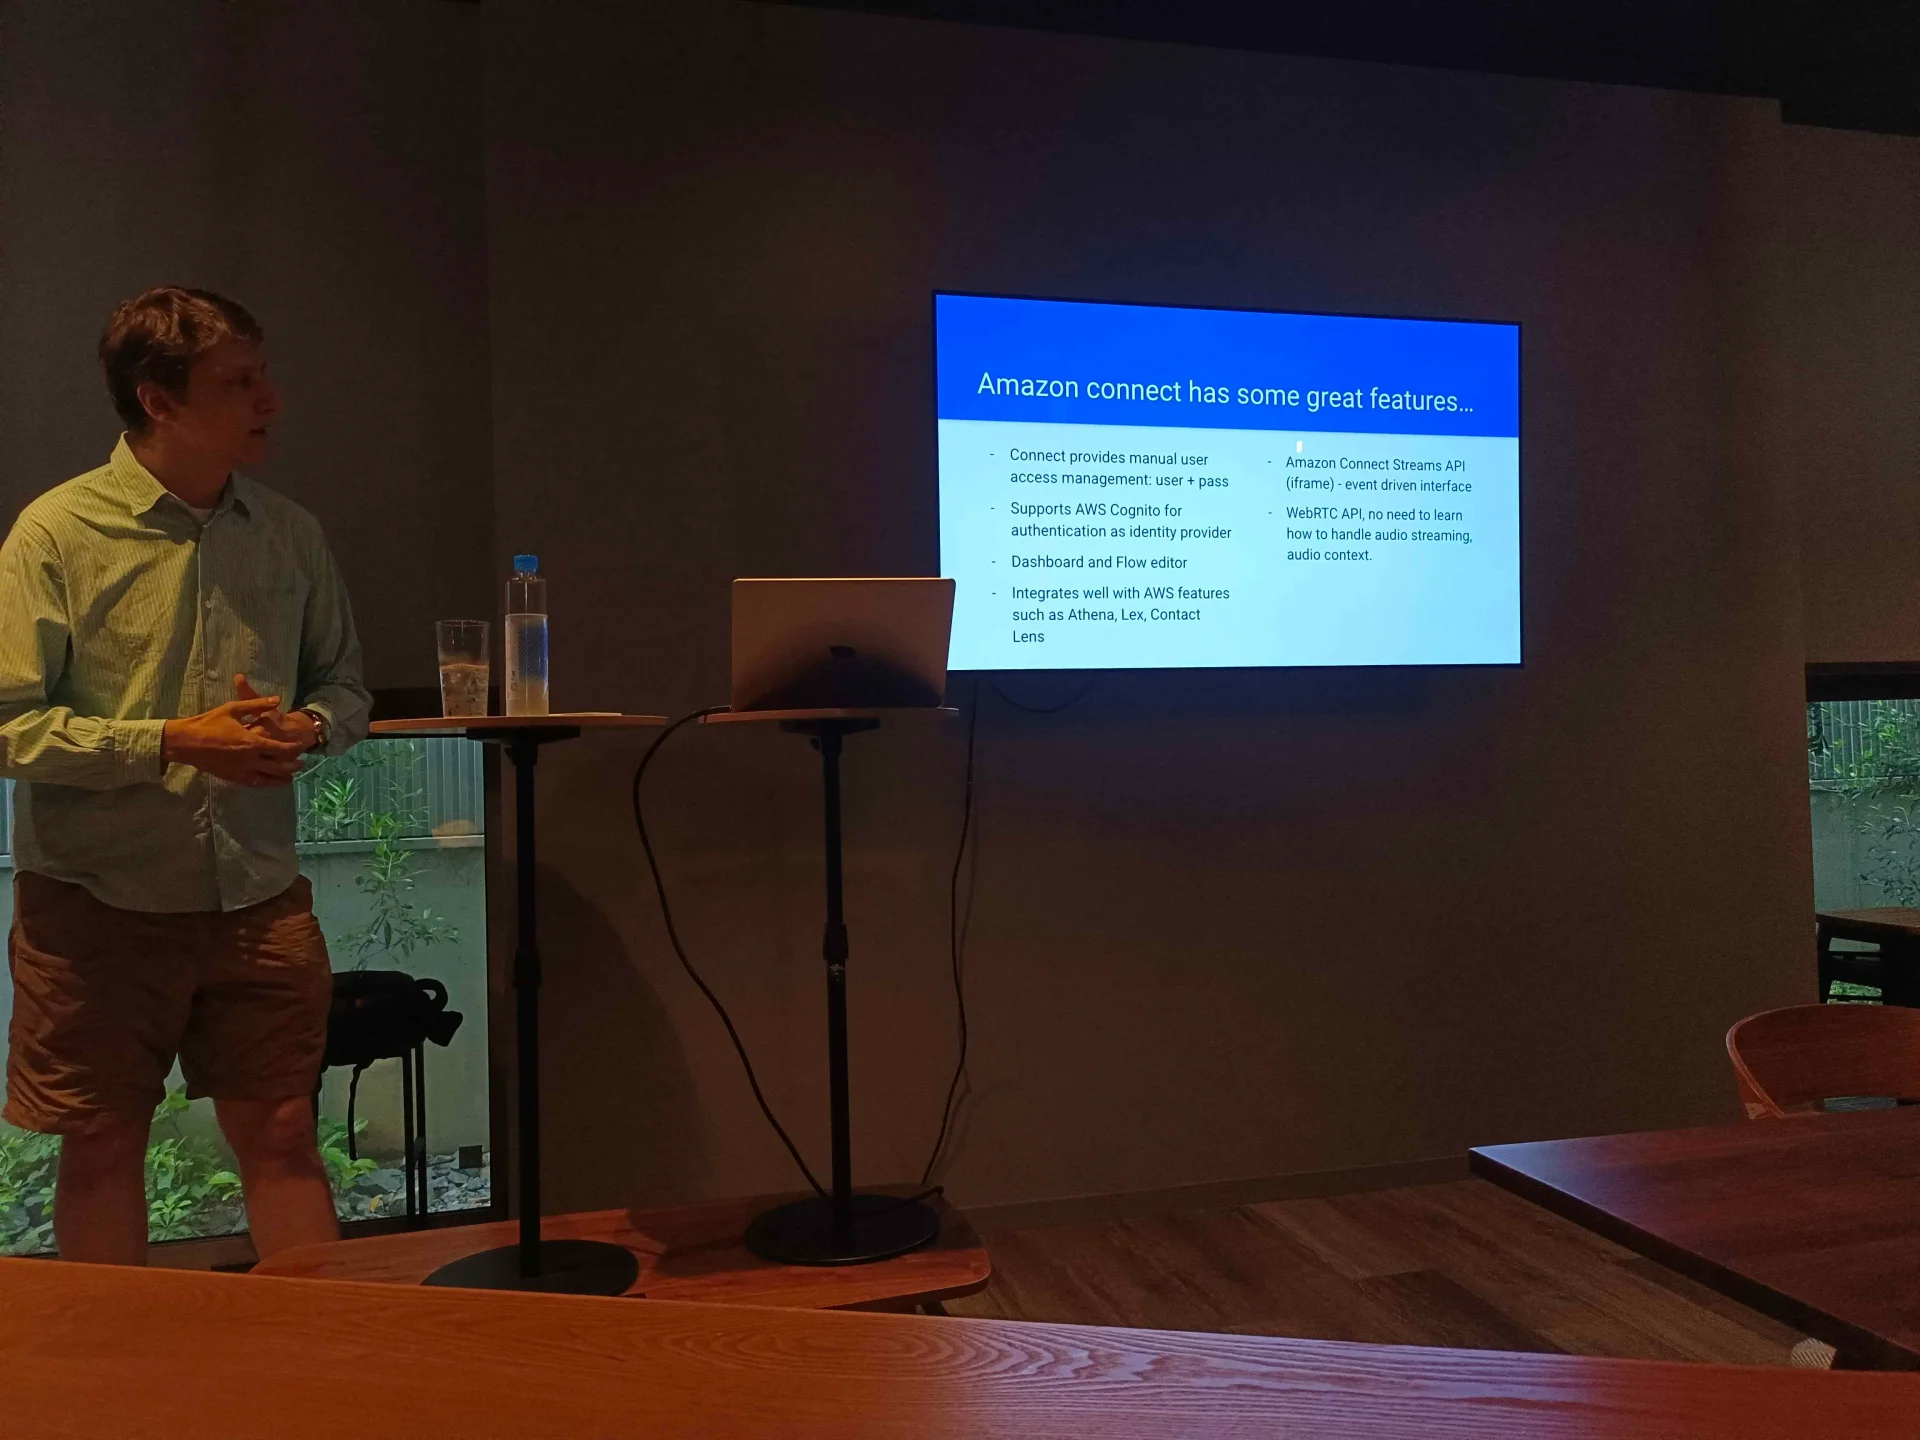 Amazon connect has some great features...
- Connect provides manual user
access management: user + pass
- Supports AWS Cognito for
authentication as identity provider
- Dashboard and Flow editor
- Integrates well with AWS features
such as Athena, Lex, Contact
Lens
- Amazon Connect Streams API
(iframe) - event driven interface
- WebRTC API, no need to learn
how to handle audio streaming,
audio context.